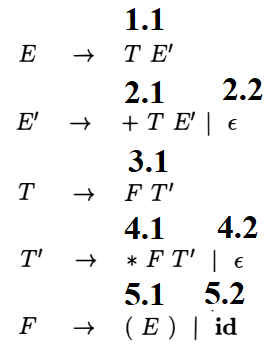 1.1
E → T E′
2.1 2.2
E′ → + T E′ | ϵ
3.1
T → F T′
4.1 4.2
T′ → * F T′ | ϵ
5.1 5.2
F → ( E ) | id